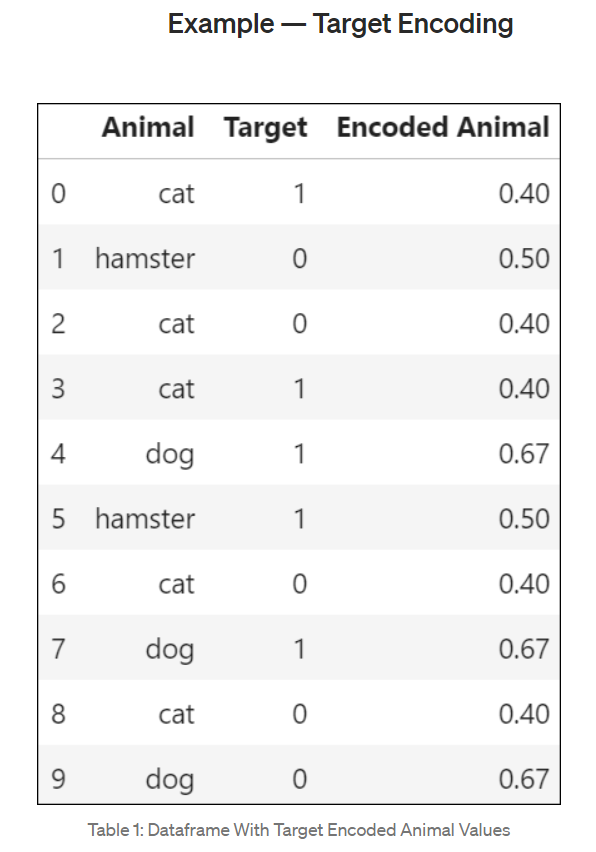 Example — Target Encoding
Animal Target Encoded Animal
0 cat 1 0.40
1 hamster 0 0.50
2 cat 0 0.40
3 cat 1 0.40
4 dog 1 0.67
5 hamster 1 0.50
6 cat 0 0.40
7 dog 1 0.67
8 cat 0 0.40
9 dog 0 0.67
Table 1: Dataframe With Target Encoded Animal Values